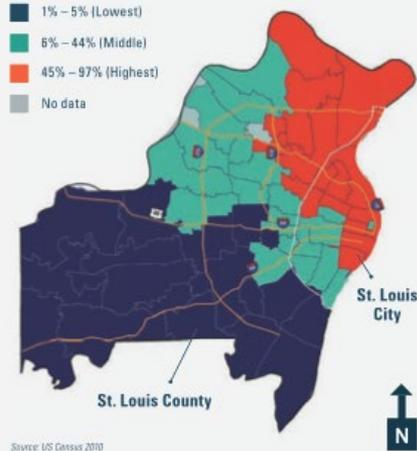 1% – 5% (Lowest)
6% – 44% (Middle)
45% – 97% (Highest)
No data
St. Louis
City
St. Louis County
N
Source: US Census 2010